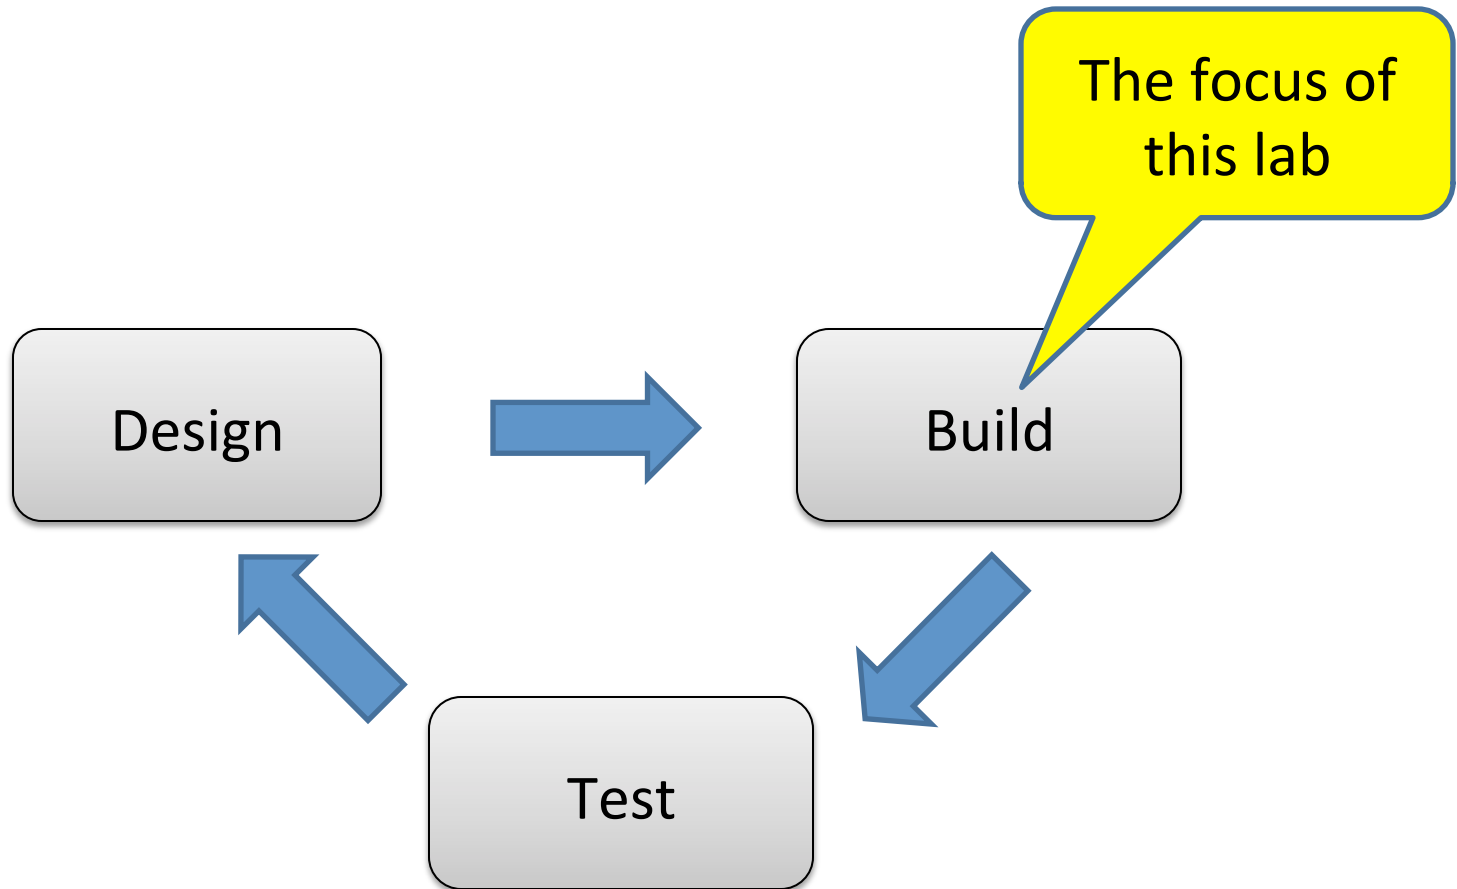 The focus of
this lab
Design
Build
Test